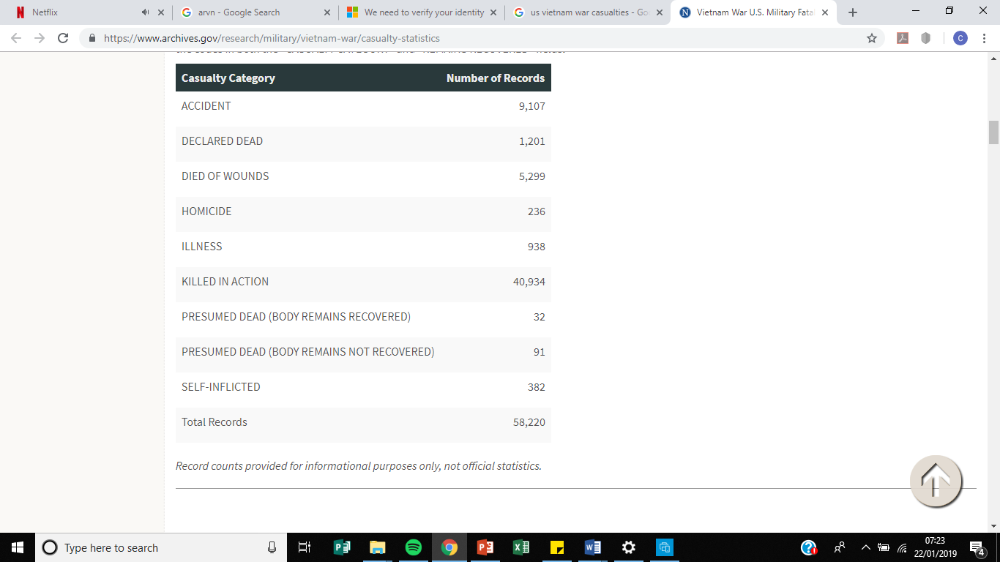 Netflix
arvn - Google Search
We need to verify your identity
us vietnam war casualties - Go
Vietnam War U.S. Military Fata
https://www.archives.gov/research/military/vietnam-war/casualty-statistics
C
Casualty Category Number of Records
ACCIDENT 9,107
DECLARED DEAD 1,201
DIED OF WOUNDS 5,299
HOMICIDE 236
ILLNESS 938
KILLED IN ACTION 40,934
PRESUMED DEAD (BODY REMAINS RECOVERED) 32
PRESUMED DEAD (BODY REMAINS NOT RECOVERED) 91
SELF-INFLICTED 382
Total Records 58,220
Record counts provided for informational purposes only, not official statistics.
Type here to search
07:23
22/01/2019
4